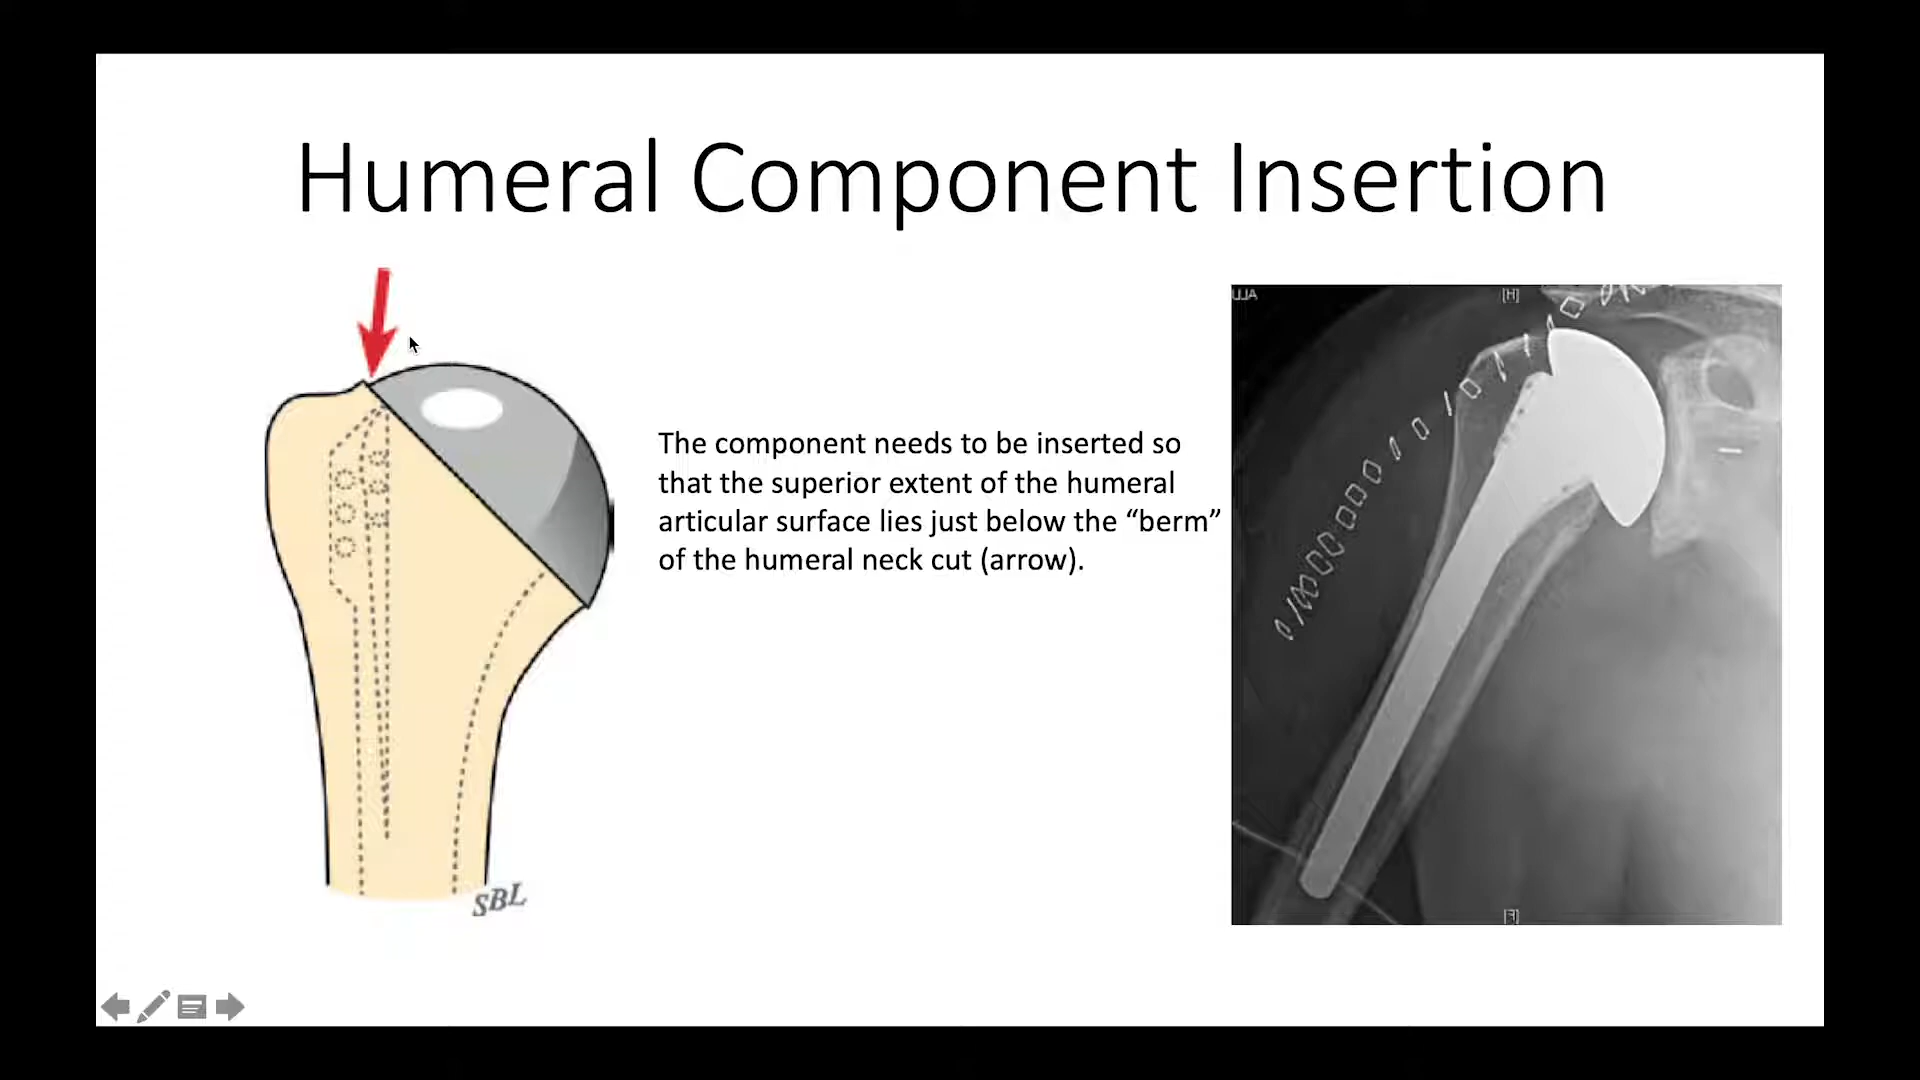 Humeral Component Insertion
The component needs to be inserted so
that the superior extent of the humeral
articular surface lies just below the “berm”
of the humeral neck cut (arrow).
SBL
[H]
[F]